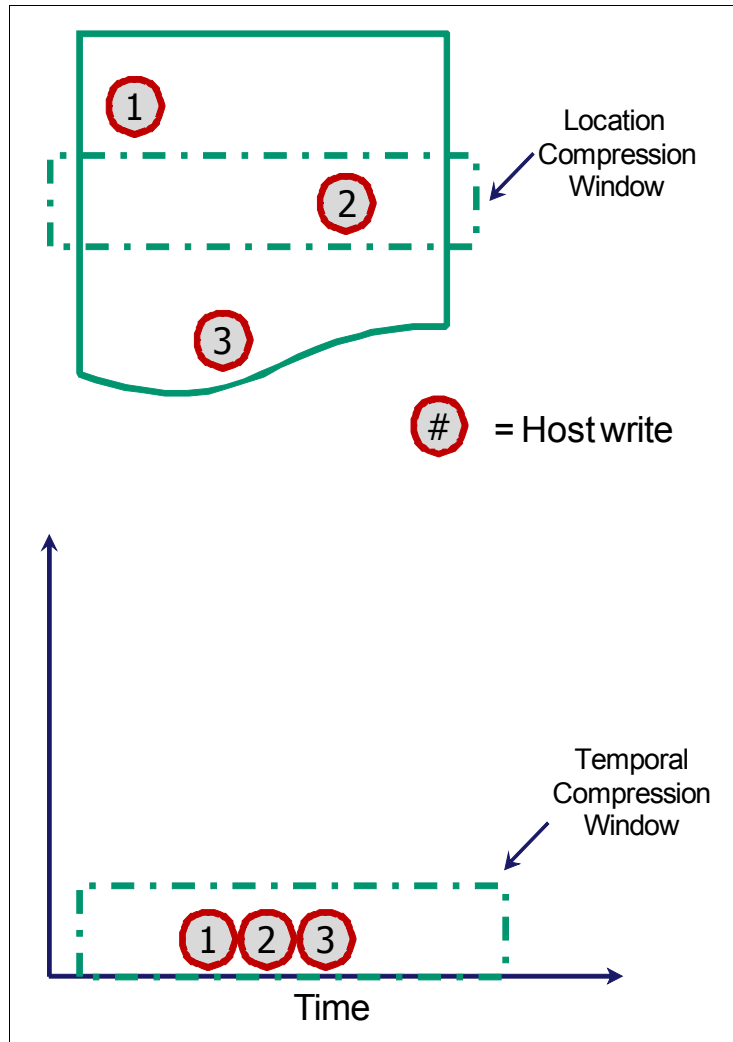 1
Location
Compression
Window
2
3
# = Host write
Temporal
Compression
Window
1 2 3
Time